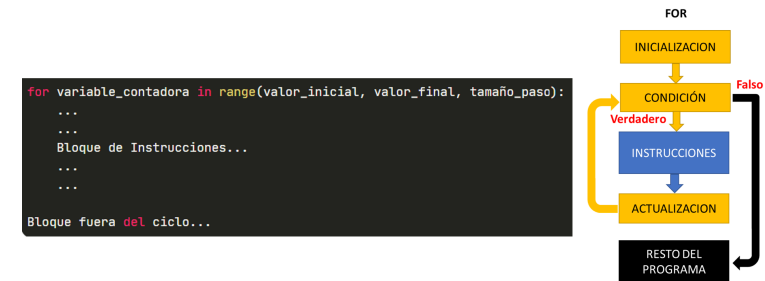 for variable_contadora in range(valor_inicial, valor_final, tamaño_paso):
...
...
Bloque de Instrucciones...
...
...
Bloque fuera del ciclo...
FOR
INICIALIZACION
CONDICIÓN
Falso
Verdadero
INSTRUCCIONES
ACTUALIZACION
RESTO DEL
PROGRAMA